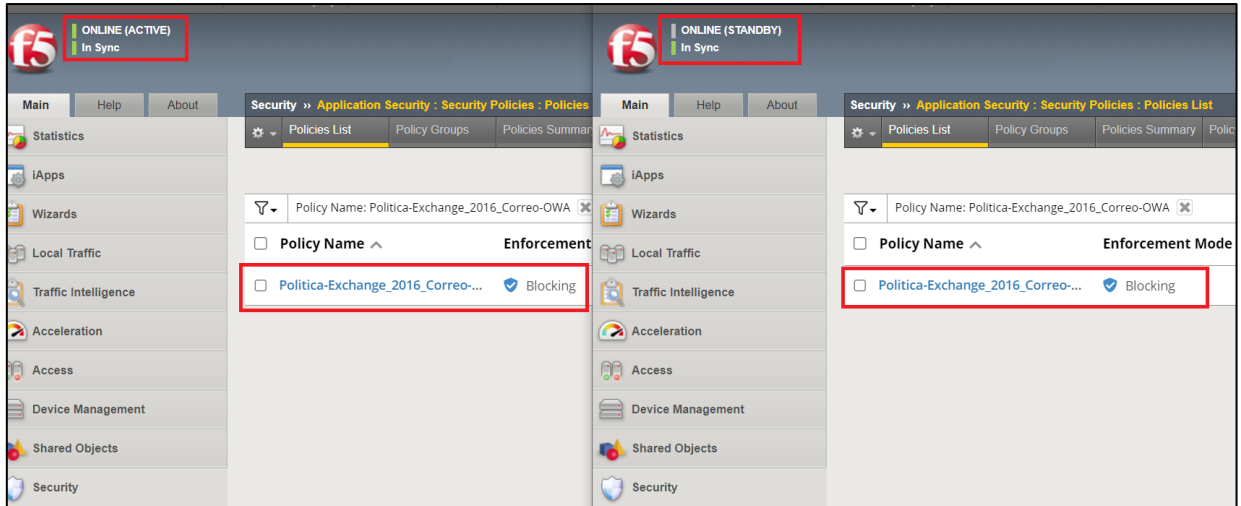 f5
ONLINE (ACTIVE)
In Sync
Main Help About
Statistics
iApps
Wizards
Local Traffic
Traffic Intelligence
Acceleration
Access
Device Management
Shared Objects
Security
Security ›› Application Security : Security Policies : Policies
Policies List Policy Groups Policies Summar
Policy Name: Politica-Exchange_2016_Correo-OWA
Policy Name Enforcement
Politica-Exchange_2016_Correo-... Blocking
f5
ONLINE (STANDBY)
In Sync
Main Help About
Statistics
iApps
Wizards
Local Traffic
Traffic Intelligence
Acceleration
Access
Device Management
Shared Objects
Security
Security ›› Application Security : Security Policies : Policies List
Policies List Policy Groups Policies Summary Polic
Policy Name: Politica-Exchange_2016_Correo-OWA
Policy Name Enforcement Mode
Politica-Exchange_2016_Correo-... Blocking